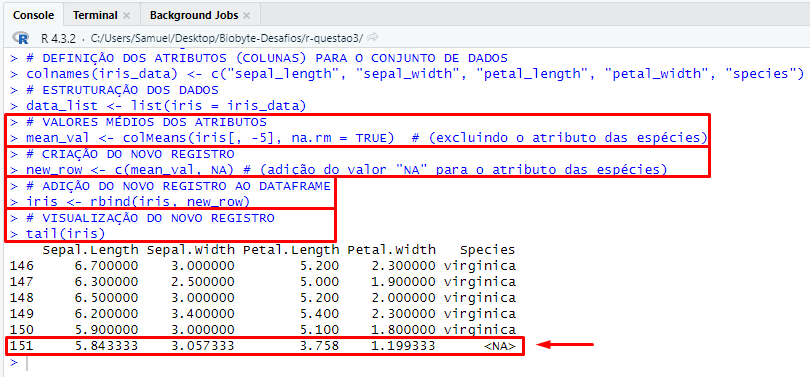 Console Terminal × Background Jobs ×
R 4.3.2 · C:/Users/Samuel/Desktop/Biobyte-Desafios/r-questao3/
> # DEFINIÇÃO DOS ATRIBUTOS (COLUNAS) PARA O CONJUNTO DE DADOS
> colnames(iris_data) <- c("sepal_length", "sepal_width", "petal_length", "petal_width", "species")
> # ESTRUTURAÇÃO DOS DADOS
> data_list <- list(iris = iris_data)
> # VALORES MÉDIOS DOS ATRIBUTOS
> mean_val <- colMeans(iris[, -5], na.rm = TRUE)  # (excluindo o atributo das espécies)
> # CRIAÇÃO DO NOVO REGISTRO
> new_row <- c(mean_val, NA) # (adição do valor "NA" para o atributo das espécies)
> # ADIÇÃO DO NOVO REGISTRO AO DATAFRAME
> iris <- rbind(iris, new_row)
> # VISUALIZAÇÃO DO NOVO REGISTRO
> tail(iris)
Sepal.Length Sepal.Width Petal.Length Petal.Width Species
146 6.700000 3.000000 5.200 2.300000 virginica
147 6.300000 2.500000 5.000 1.900000 virginica
148 6.500000 3.000000 5.200 2.000000 virginica
149 6.200000 3.400000 5.400 2.300000 virginica
150 5.900000 3.000000 5.100 1.800000 virginica
151 5.843333 3.057333 3.758 1.199333 <NA>
>